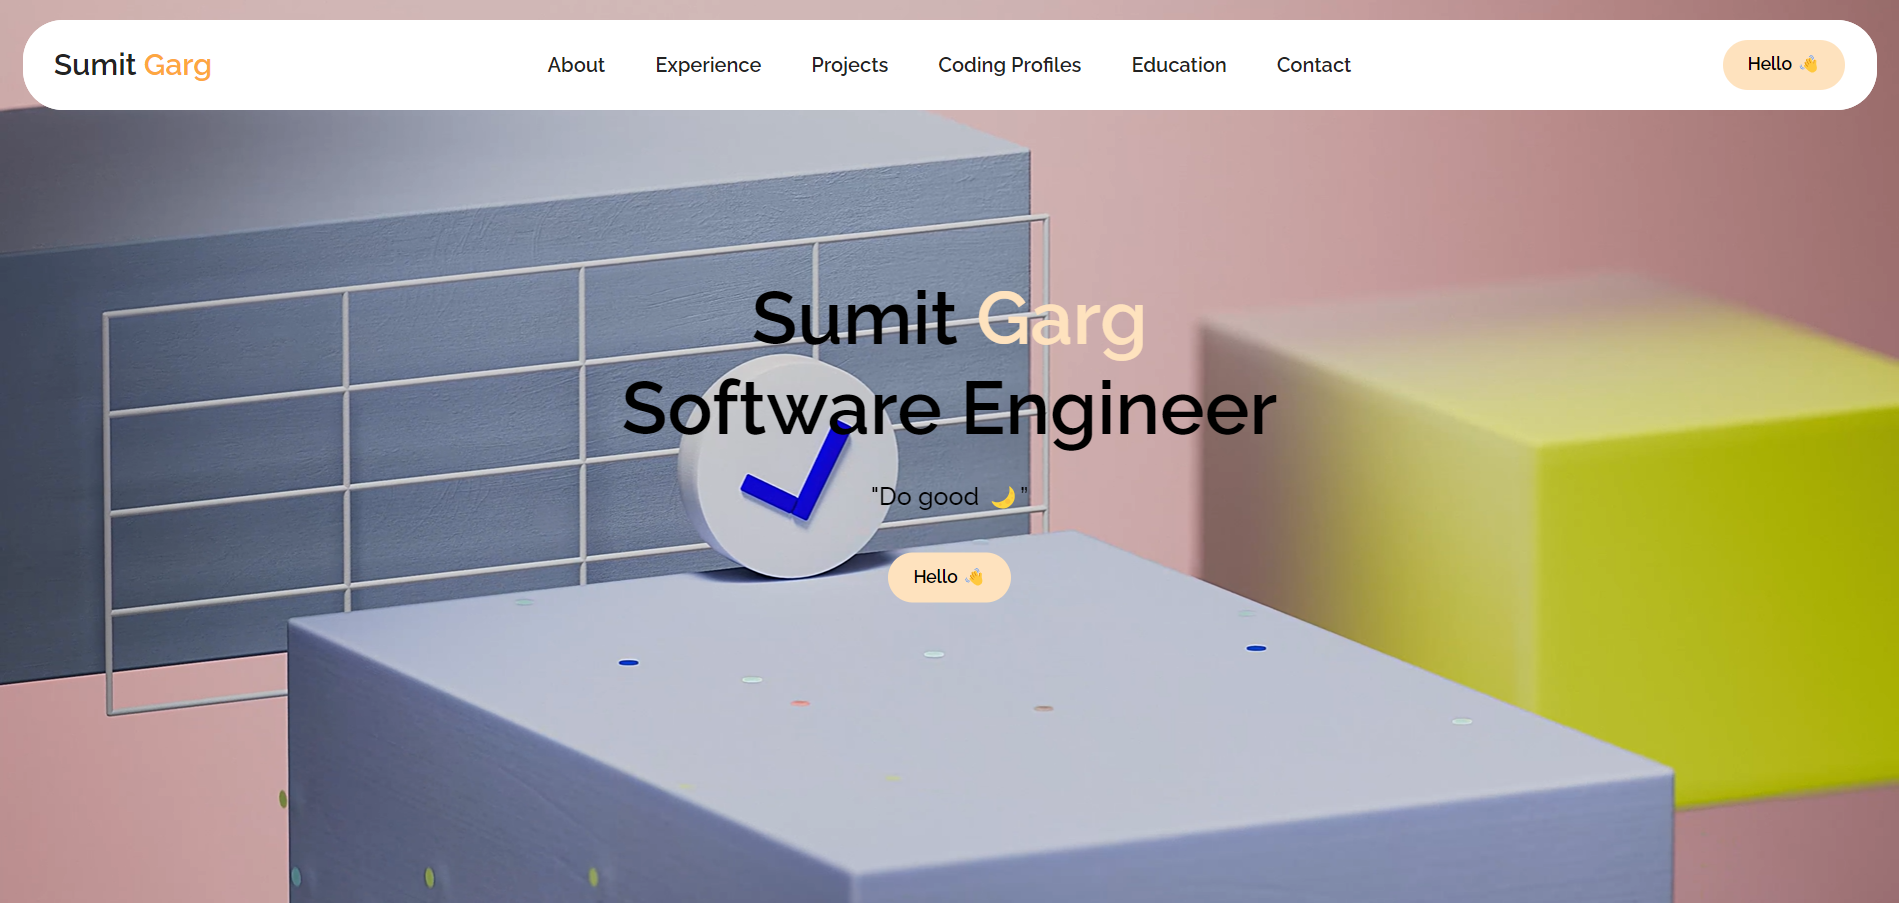 Sumit Garg
About Experience Projects Coding Profiles Education Contact
Hello 👋
Sumit Garg
Software Engineer
"Do good 🌙"
Hello 👋